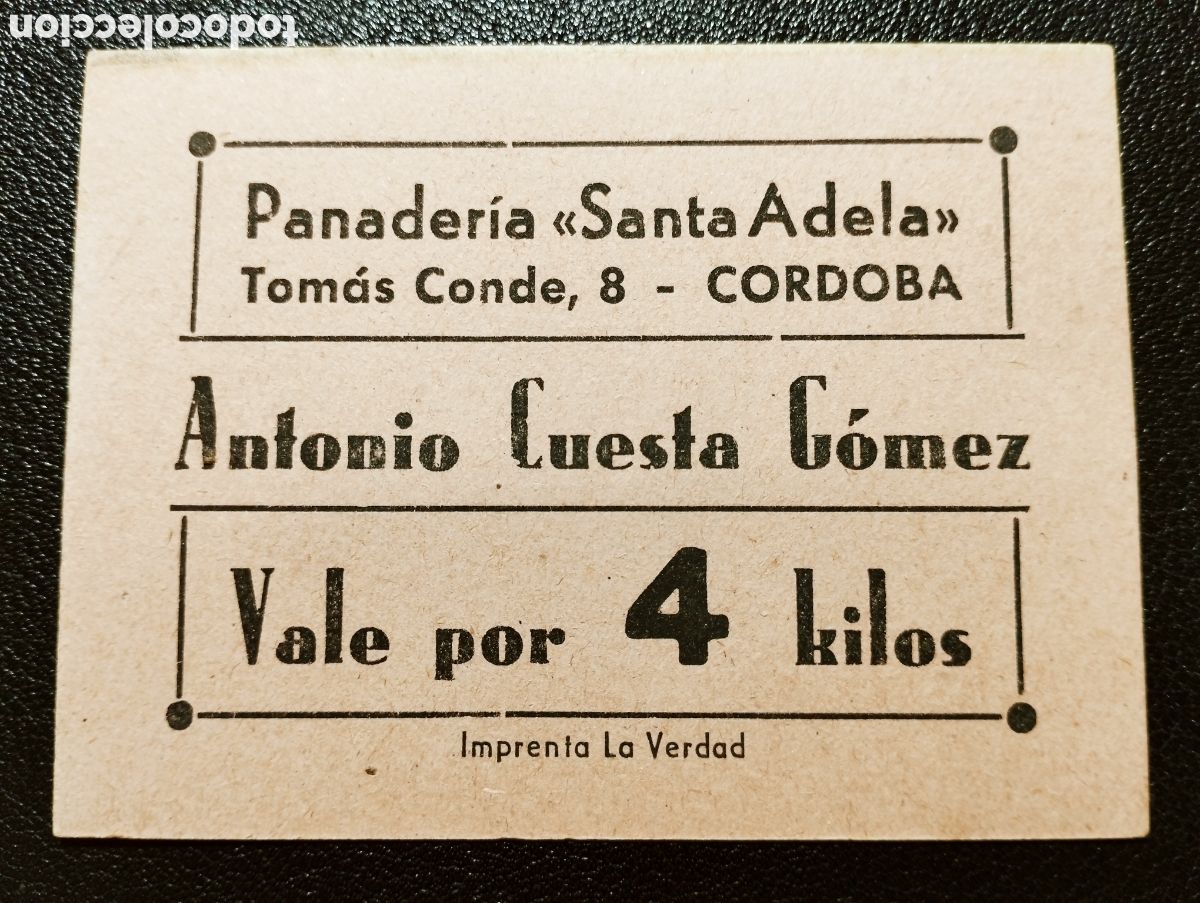 todocoleccion
Panadería «Santa Adela»
Tomás Conde, 8 - CORDOBA
Antonio Cuesta Gómez
Vale por 4 kilos
Imprenta La Verdad